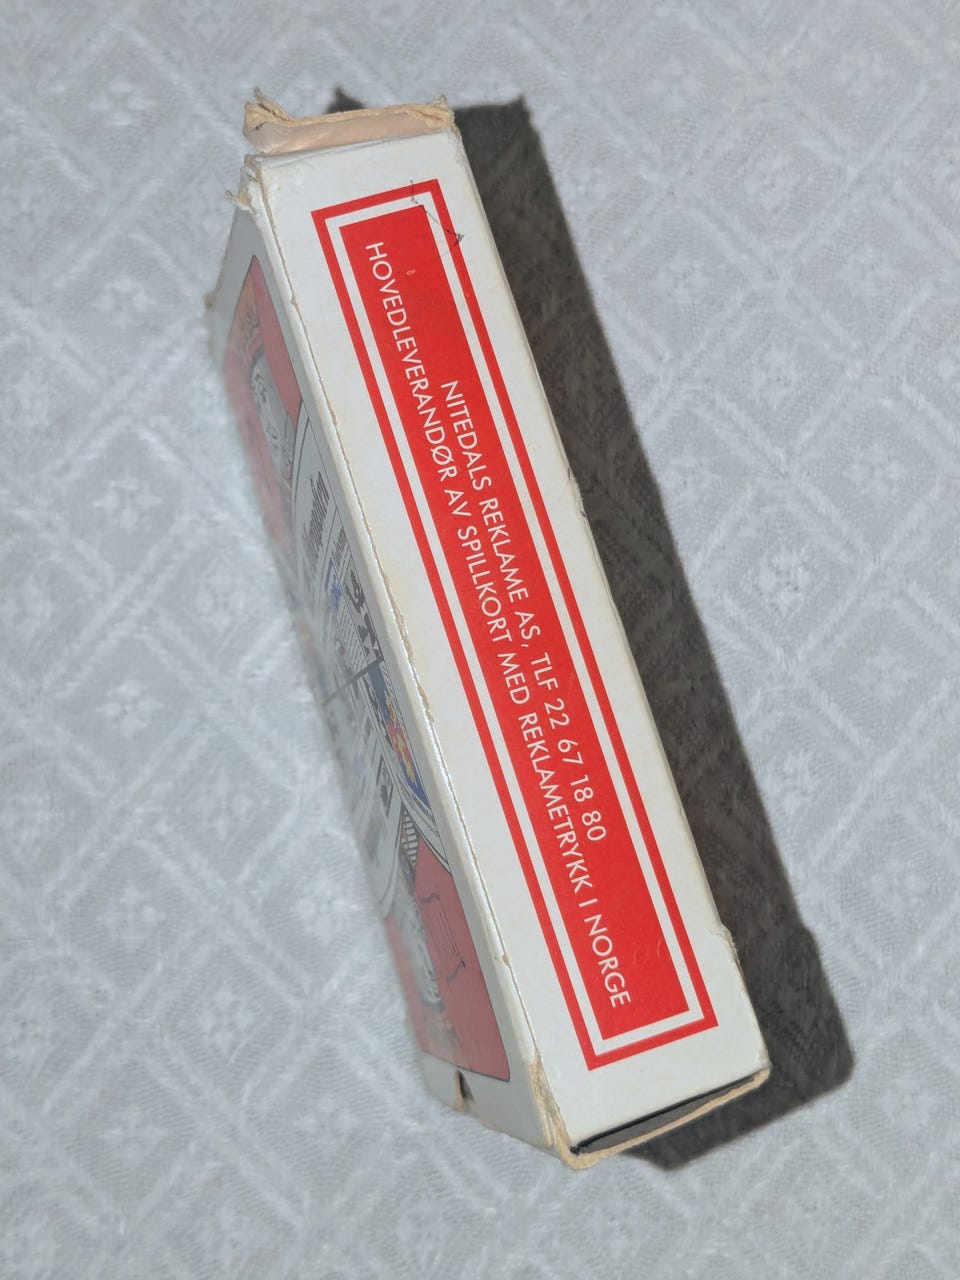 NITEDALS REKLAME AS, TLF 22 67 18 80
HOVEDLEVERANDØR AV SPILLKORT MED REKLAMETRYKK I NORGE